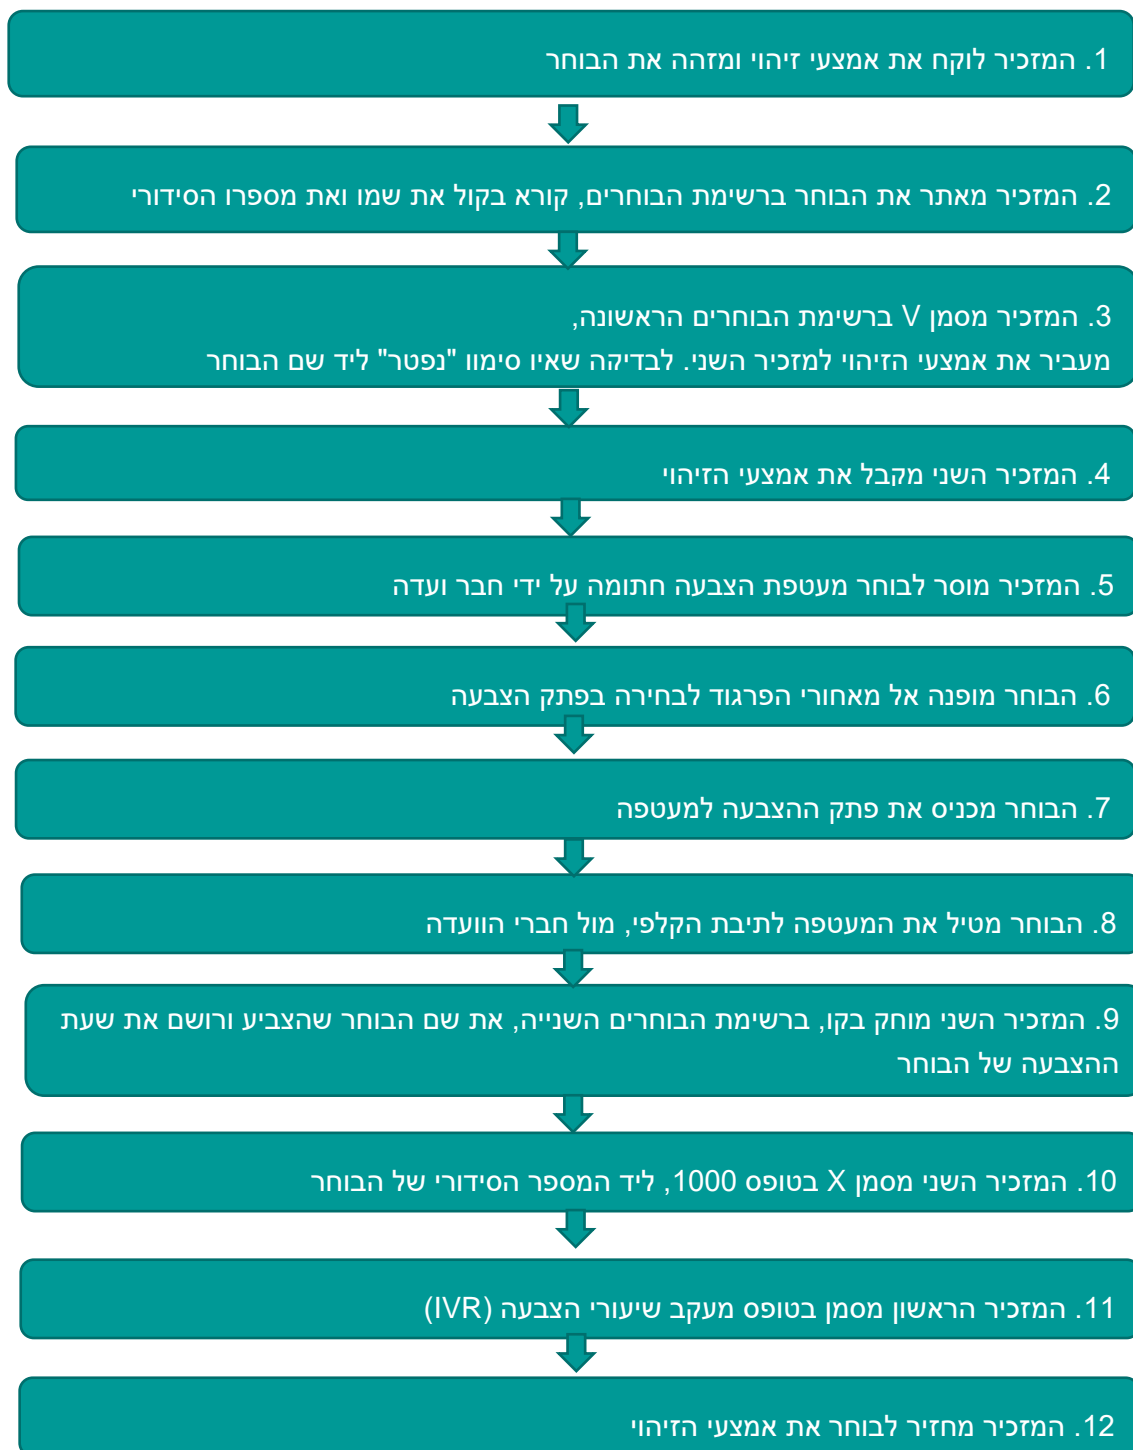 1. המזכיר לוקח את אמצעי זיהוי ומזהה את הבוחר
2. המזכיר מאתר את הבוחר ברשימת הבוחרים, קורא בקול את שמו ואת מספרו הסידורי
3. המזכיר מסמן V ברשימת הבוחרים הראשונה,
מעביר את אמצעי הזיהוי למזכיר השני. לבדיקה שאין סימון "נפטר" ליד שם הבוחר
4. המזכיר השני מקבל את אמצעי הזיהוי
5. המזכיר מוסר לבוחר מעטפת הצבעה חתומה על ידי חבר ועדה
6. הבוחר מופנה אל מאחורי הפרגוד לבחירה בפתק הצבעה
7. הבוחר מכניס את פתק ההצבעה למעטפה
8. הבוחר מטיל את המעטפה לתיבת הקלפי, מול חברי הוועדה
9. המזכיר השני מוחק בקו, ברשימת הבוחרים השנייה, את שם הבוחר שהצביע ורושם את שעת
ההצבעה של הבוחר
10. המזכיר השני מסמן X בטופס 1000, ליד המספר הסידורי של הבוחר
11. המזכיר הראשון מסמן בטופס מעקב שיעורי הצבעה (IVR)
12. המזכיר מחזיר לבוחר את אמצעי הזיהוי